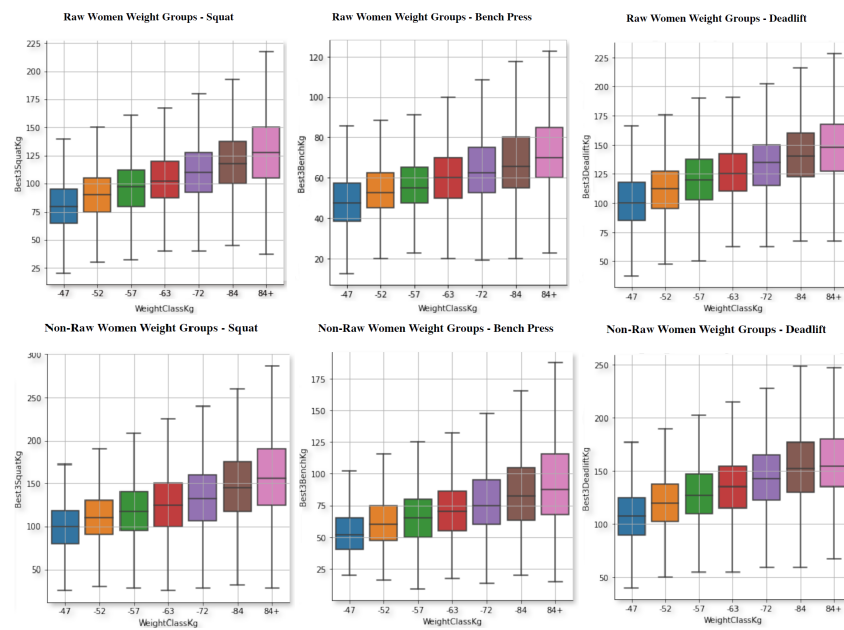 Raw Women Weight Groups - Squat
225
200
175
150
125
100
75
50
25
Best3SquatKg
-47 -52 -57 -63 -72 -84 84+
WeightClassKg
Raw Women Weight Groups - Bench Press
120
100
80
60
40
20
Best3BenchKg
-47 -52 -57 -63 -72 -84 84+
WeightClassKg
Raw Women Weight Groups - Deadlift
225
200
175
150
125
100
75
50
Best3DeadliftKg
-47 -52 -57 -63 -72 -84 84+
WeightClassKg
Non-Raw Women Weight Groups - Squat
300
250
200
150
100
50
Best3SquatKg
-47 -52 -57 -63 -72 -84 84+
WeightClassKg
Non-Raw Women Weight Groups - Bench Press
175
150
125
100
75
50
25
Best3BenchKg
-47 -52 -57 -63 -72 -84 84+
WeightClassKg
Non-Raw Women Weight Groups - Deadlift
250
200
150
100
50
Best3DeadliftKg
-47 -52 -57 -63 -72 -84 84+
WeightClassKg